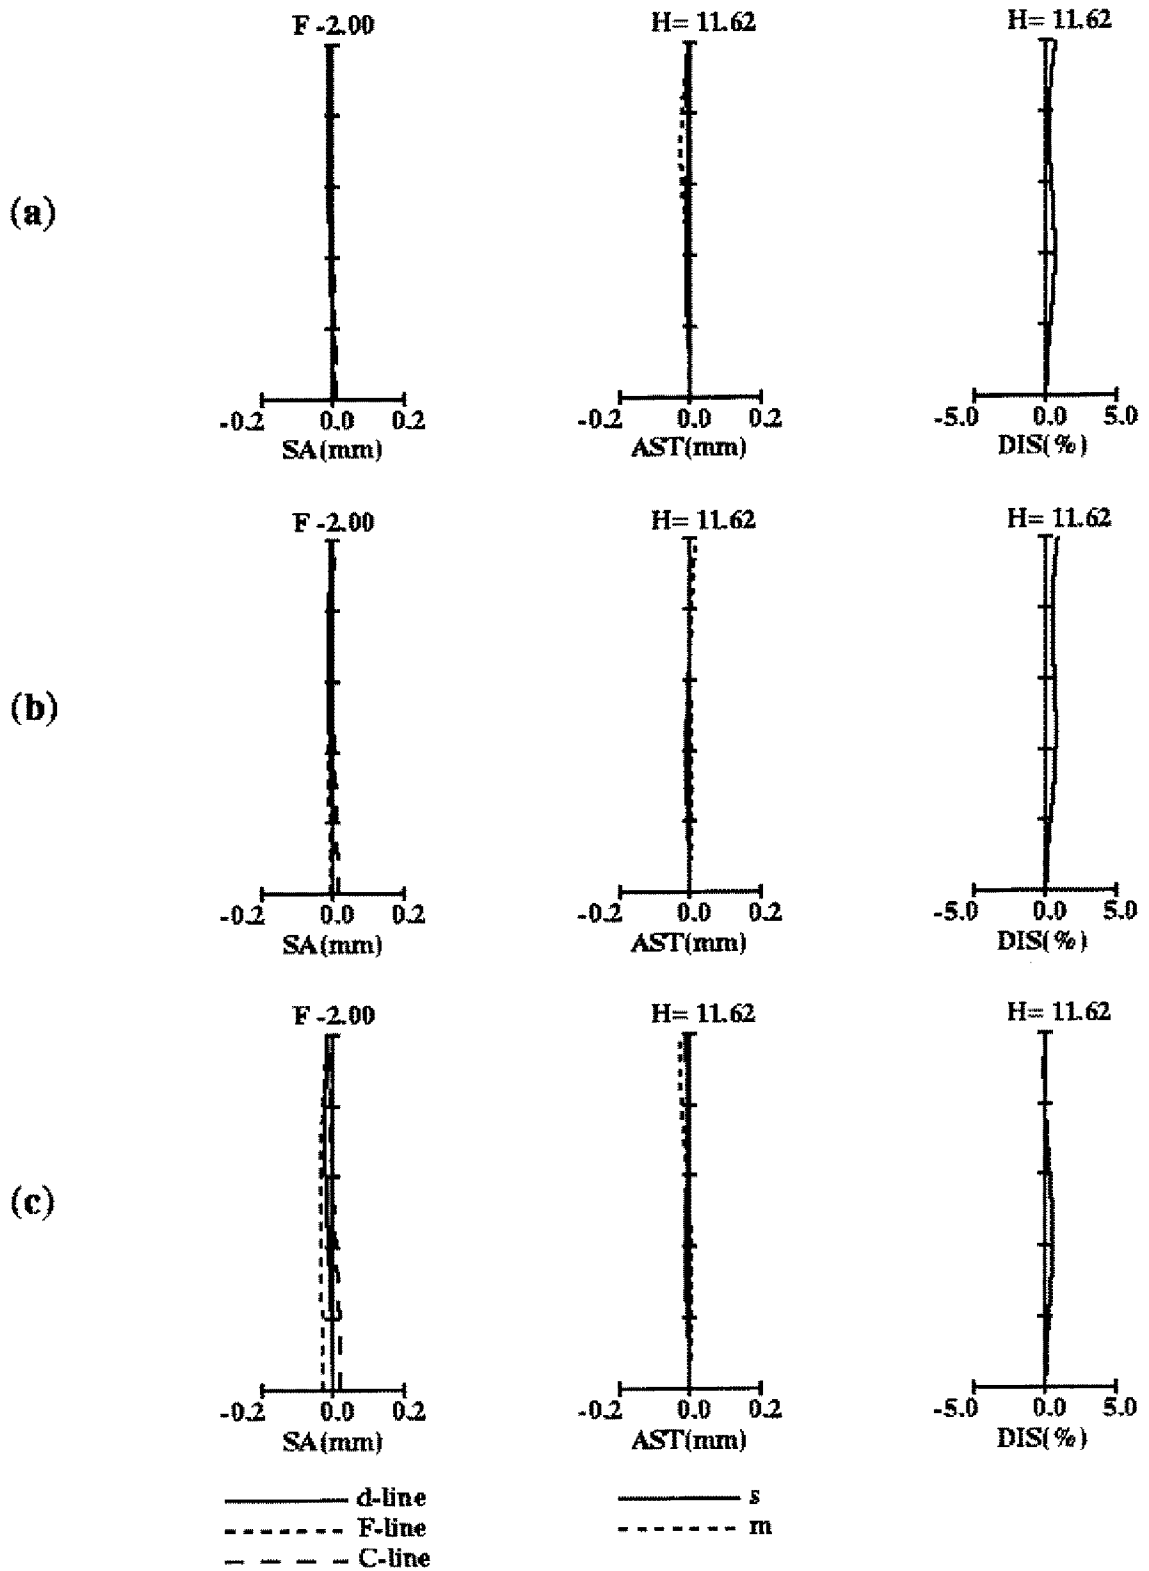 F -2.00 H= 11.62 H= 11.62
(a)
-0.2 0.0 0.2 -0.2 0.0 0.2 -5.0 0.0 5.0
SA(mm) AST(mm) DIS(%)
F -2.00 H= 11.62 H= 11.62
(b)
-0.2 0.0 0.2 -0.2 0.0 0.2 -5.0 0.0 5.0
SA(mm) AST(mm) DIS(%)
F -2.00 H= 11.62 H= 11.62
(c)
-0.2 0.0 0.2 -0.2 0.0 0.2 -5.0 0.0 5.0
SA(mm) AST(mm) DIS(%)
d-line s
F-line m
C-line